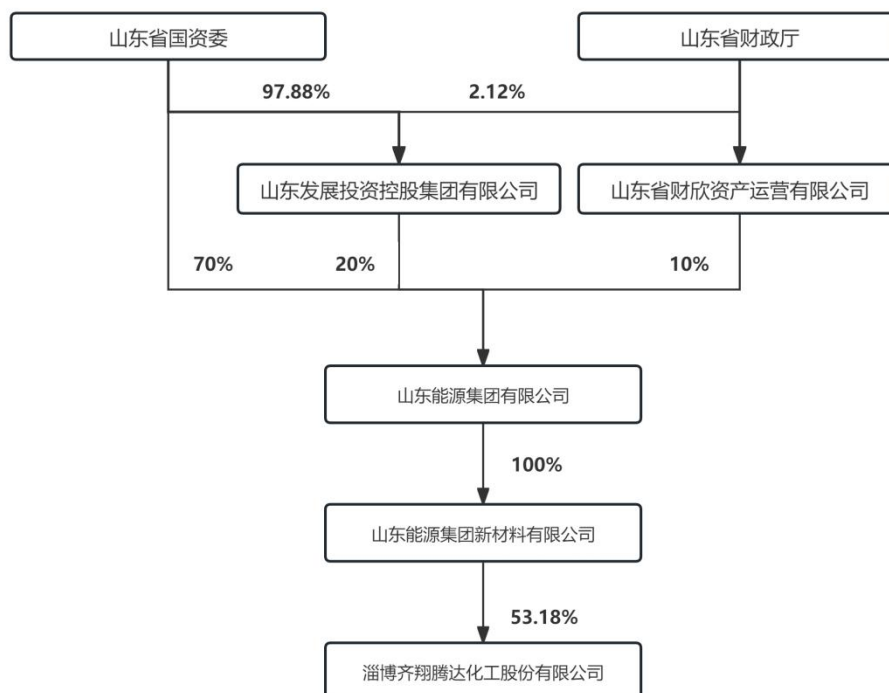 山东省国资委
山东省财政厅
97.88%
2.12%
山东发展投资控股集团有限公司
山东省财欣资产运营有限公司
70%
20%
10%
山东能源集团有限公司
100%
山东能源集团新材料有限公司
53.18%
淄博齐翔腾达化工股份有限公司